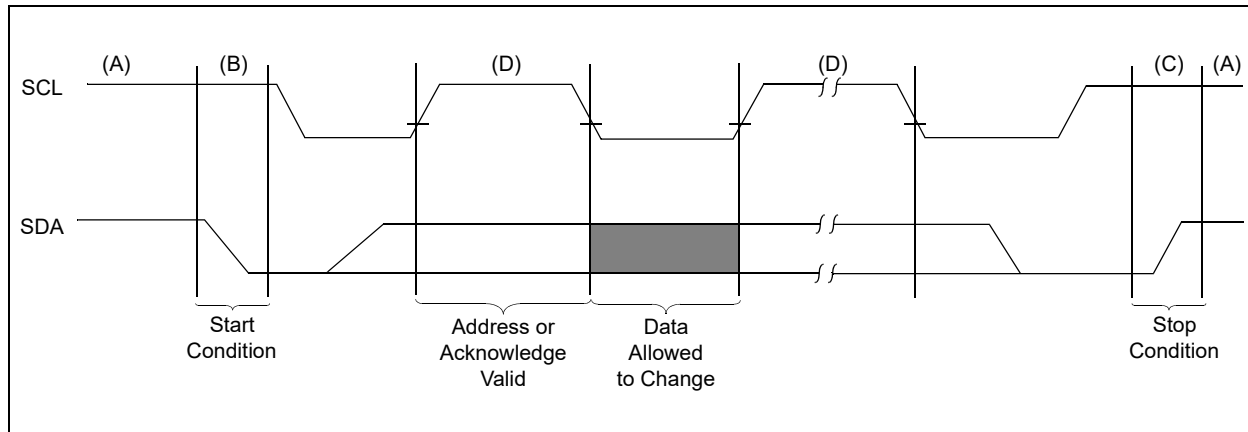 (A) (B) (D) (D) (C) (A)
SCL
SDA
Start
Condition
Address or
Acknowledge
Valid
Data
Allowed
to Change
Stop
Condition